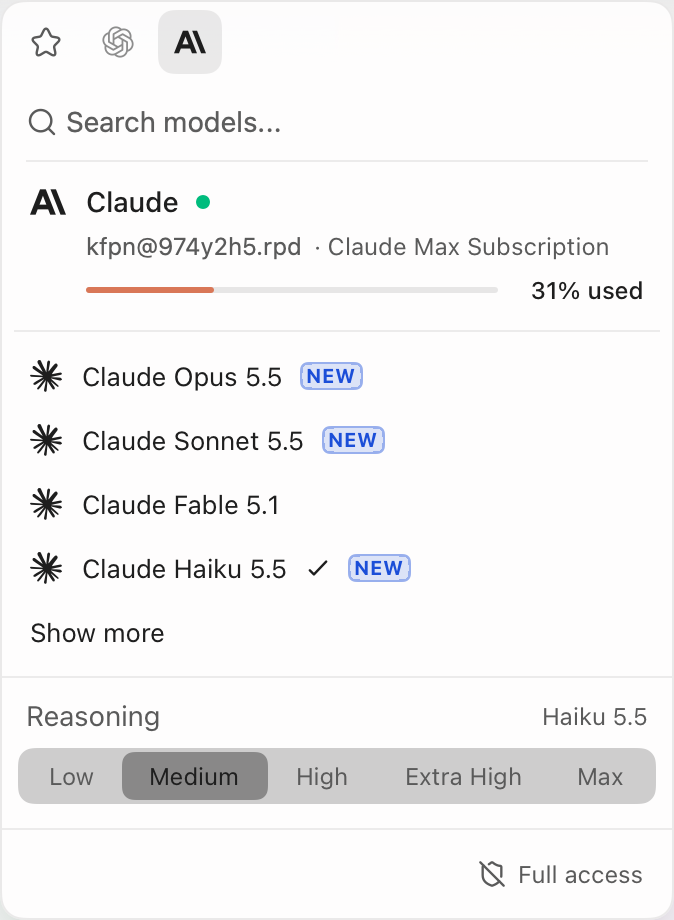 Search models...
Claude
kfpn@974y2h5.rpd · Claude Max Subscription
31% used
Claude Opus 5.5 NEW
Claude Sonnet 5.5 NEW
Claude Fable 5.1
Claude Haiku 5.5 NEW
Show more
Reasoning Haiku 5.5
Low Medium High Extra High Max
Full access